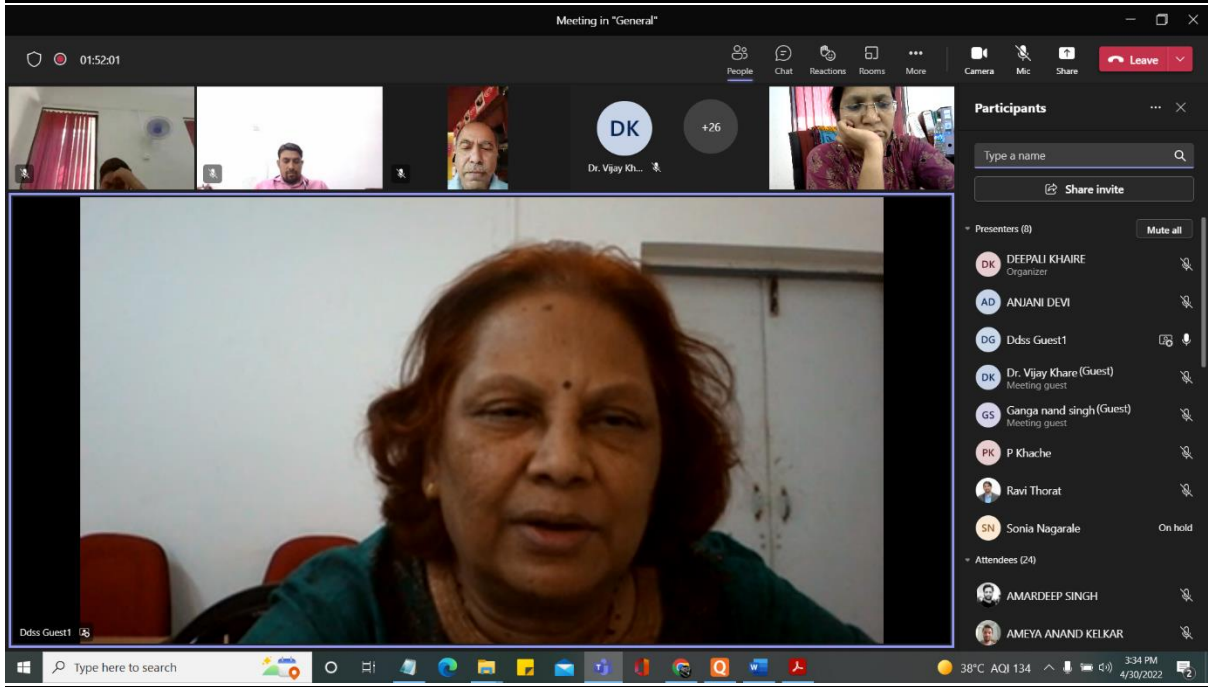 Meeting in "General"
01:52:01
People
Chat
Reactions
Rooms
More
Camera
Mic
Share
Leave
DK
+26
Dr. Vijay Kh...
Ddss Guest1
Participants
Type a name
Share invite
Presenters (8)
Mute all
DK DEEPALI KHAIRE
Organizer
AD ANJANI DEVI
DG Ddss Guest1
DK Dr. Vijay Khare (Guest)
Meeting guest
GS Ganga nand singh (Guest)
Meeting guest
PK P Khache
Ravi Thorat
SN Sonia Nagarale On hold
Attendees (24)
AMARDEEP SINGH
AMEYA ANAND KELKAR
Type here to search
38°C AQI 134
3:34 PM
4/30/2022
2